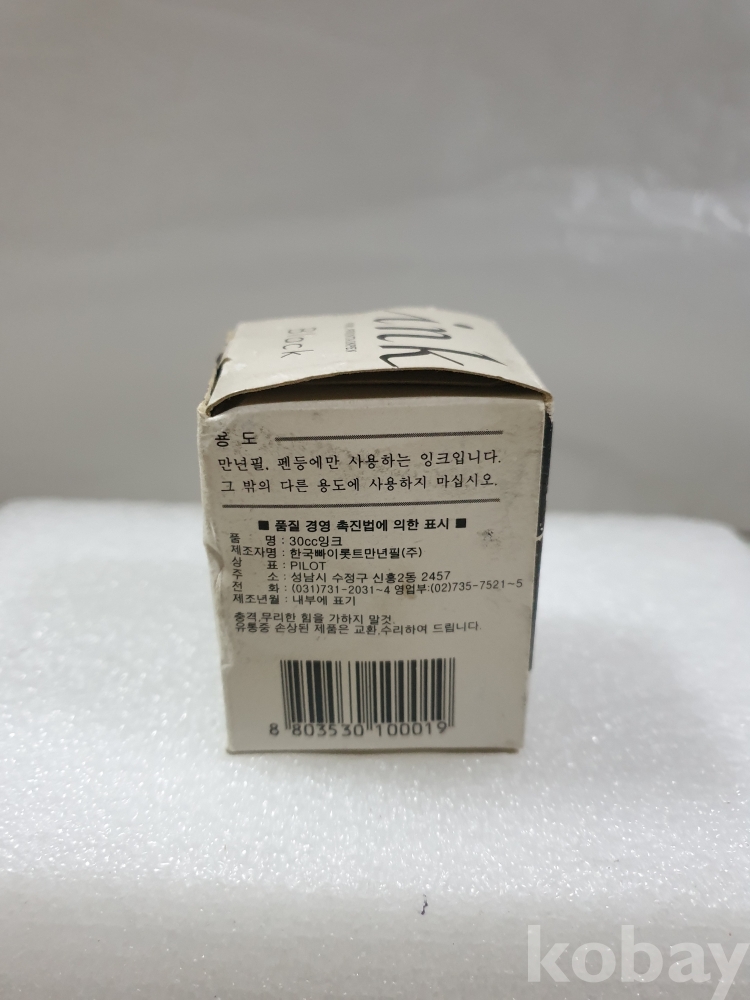 ink
Black
용 도
만년필, 펜등에만 사용하는 잉크입니다.
그 밖의 다른 용도에 사용하지 마십시오.
■ 품질 경영 촉진법에 의한 표시 ■
품 명 : 30cc잉크
제조자명 : 한국빠이롯트만년필(주)
상 표 : PILOT
주 소 : 성남시 수정구 신흥2동 2457
전 화 : (031)731-2031~4 영업부:(02)735-7521~5
제조년월 : 내부에 표기
충격,무리한 힘을 가하지 말것.
유통중 손상된 제품은 교환,수리하여 드립니다.
8 803530 100019
kobay